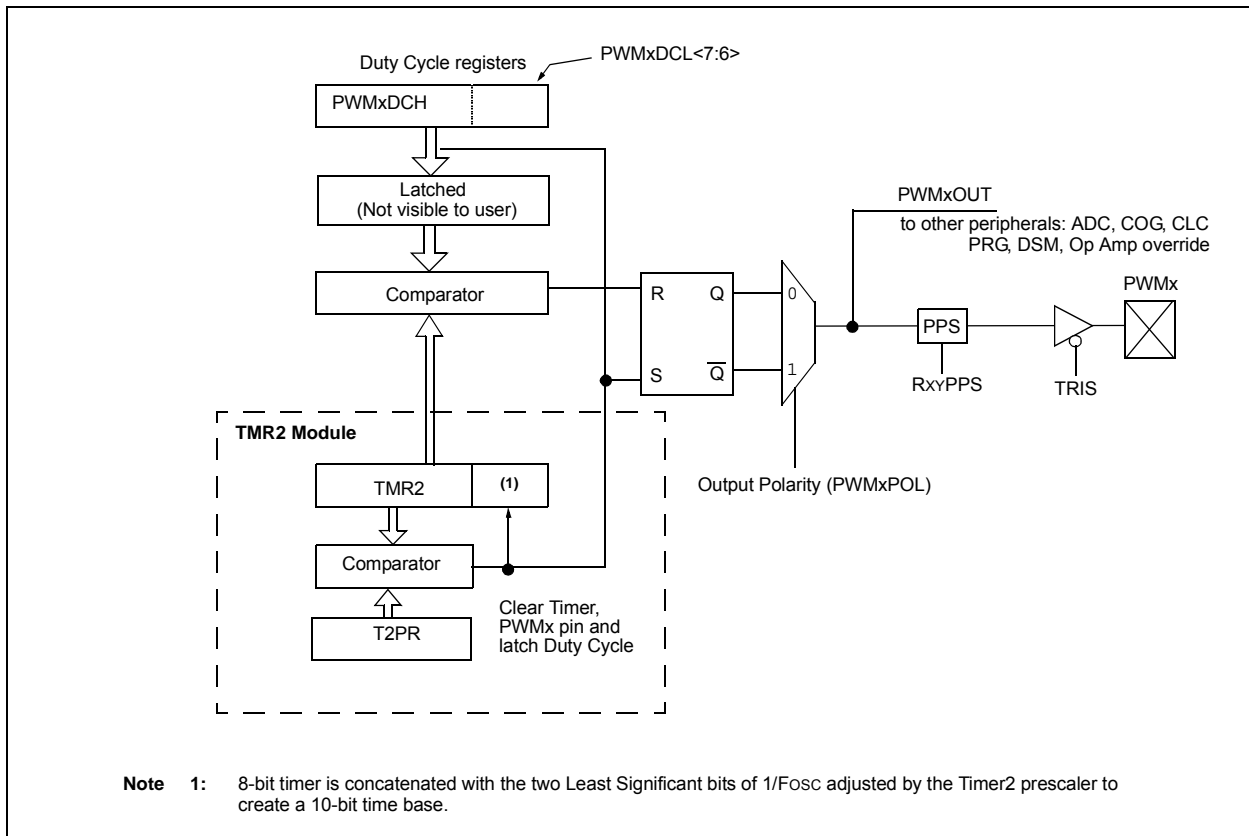 Duty Cycle registers
PWMxDCL<7:6>
PWMxDCH
Latched
(Not visible to user)
Comparator
R
Q
S
Q̅
0
1
PWMxOUT
to other peripherals: ADC, COG, CLC
PRG, DSM, Op Amp override
PWMx
PPS
RxyPPS
TRIS
Output Polarity (PWMxPOL)
TMR2 Module
TMR2
(1)
Comparator
T2PR
Clear Timer,
PWMx pin and
latch Duty Cycle
Note 1: 8-bit timer is concatenated with the two Least Significant bits of 1/FOSC adjusted by the Timer2 prescaler to
create a 10-bit time base.